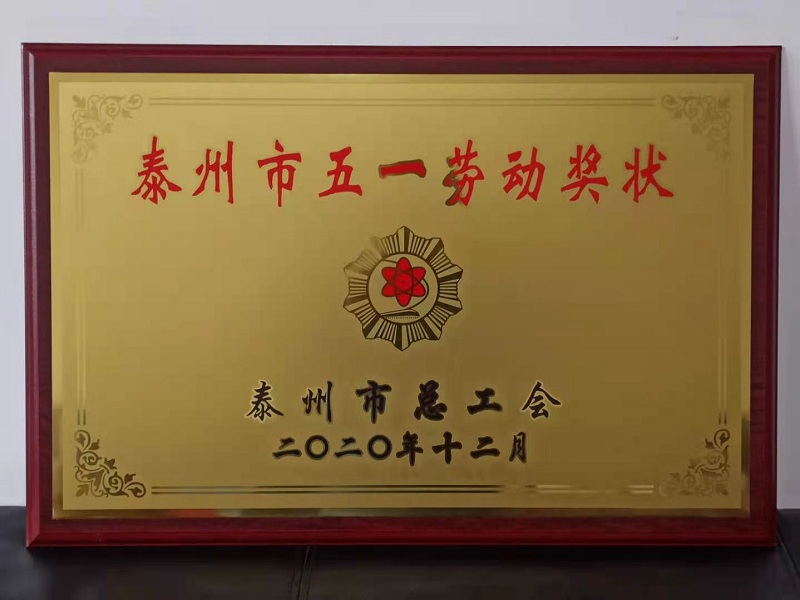 泰州市五一劳动奖状
泰州市总工会
二〇二〇年十二月